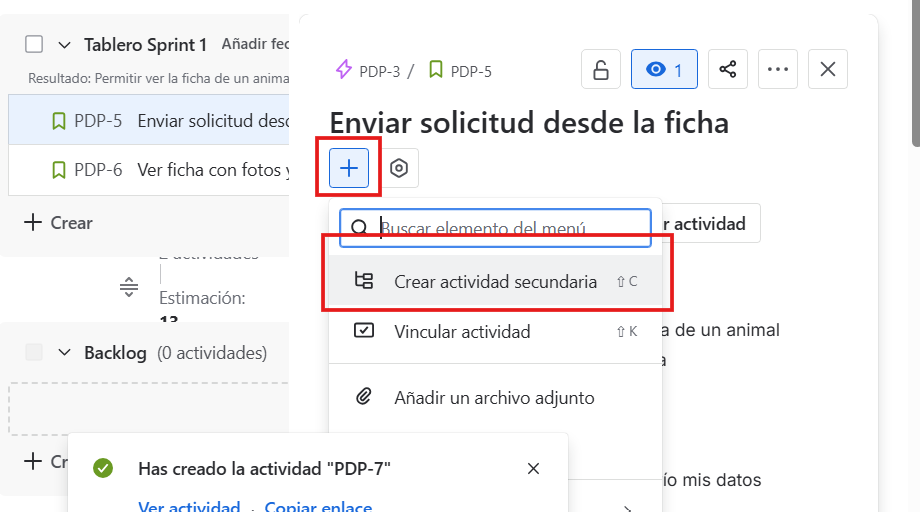 Tablero Sprint 1 Añadir fec
Resultado: Permitir ver la ficha de un anima
PDP-5 Enviar solicitud desc
PDP-6 Ver ficha con fotos y
Crear
2 actividades
Estimación:
13
Backlog (0 actividades)
Cr
PDP-3 / PDP-5
1
Enviar solicitud desde la ficha
Buscar elemento del menú
r actividad
Crear actividad secundaria ⇧ C
Vincular actividad ⇧ K
a de un animal
a
Añadir un archivo adjunto
ío mis datos
Has creado la actividad "PDP-7"
Ver actividad · Copiar enlace